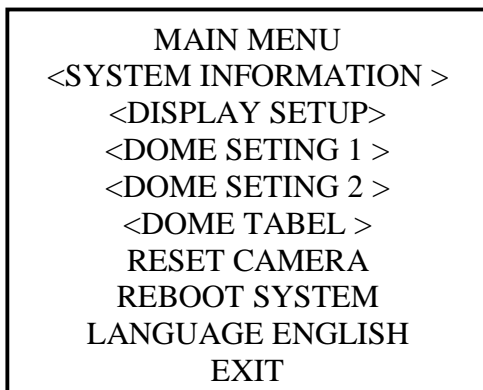 MAIN MENU
<SYSTEM INFORMATION >
<DISPLAY SETUP>
<DOME SETING 1 >
<DOME SETING 2 >
<DOME TABEL >
RESET CAMERA
REBOOT SYSTEM
LANGUAGE ENGLISH
EXIT